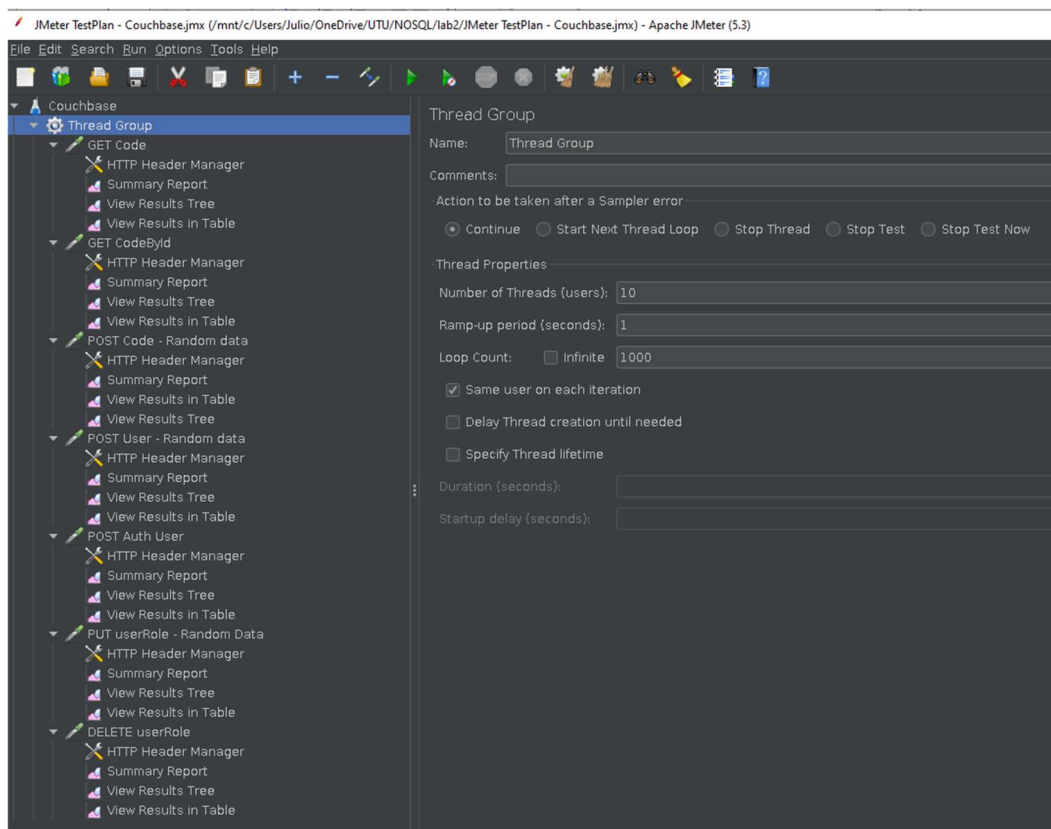 JMeter TestPlan - Couchbase.jmx (/mnt/c/Users/Julio/OneDrive/UTU/NOSQL/lab2/JMeter TestPlan - Couchbase.jmx) - Apache JMeter (5.3)
File Edit Search Run Options Tools Help
Couchbase
Thread Group
GET Code
HTTP Header Manager
Summary Report
View Results Tree
View Results in Table
GET CodeById
HTTP Header Manager
Summary Report
View Results Tree
View Results in Table
POST Code - Random data
HTTP Header Manager
Summary Report
View Results in Table
View Results Tree
POST User - Random data
HTTP Header Manager
Summary Report
View Results Tree
View Results in Table
POST Auth User
HTTP Header Manager
Summary Report
View Results Tree
View Results in Table
PUT userRole - Random Data
HTTP Header Manager
Summary Report
View Results Tree
View Results in Table
DELETE userRole
HTTP Header Manager
Summary Report
View Results Tree
View Results in Table
Thread Group
Name: Thread Group
Comments:
Action to be taken after a Sampler error
Continue Start Next Thread Loop Stop Thread Stop Test Stop Test Now
Thread Properties
Number of Threads (users): 10
Ramp-up period (seconds): 1
Loop Count: Infinite 1000
Same user on each iteration
Delay Thread creation until needed
Specify Thread lifetime
Duration (seconds):
Startup delay (seconds):